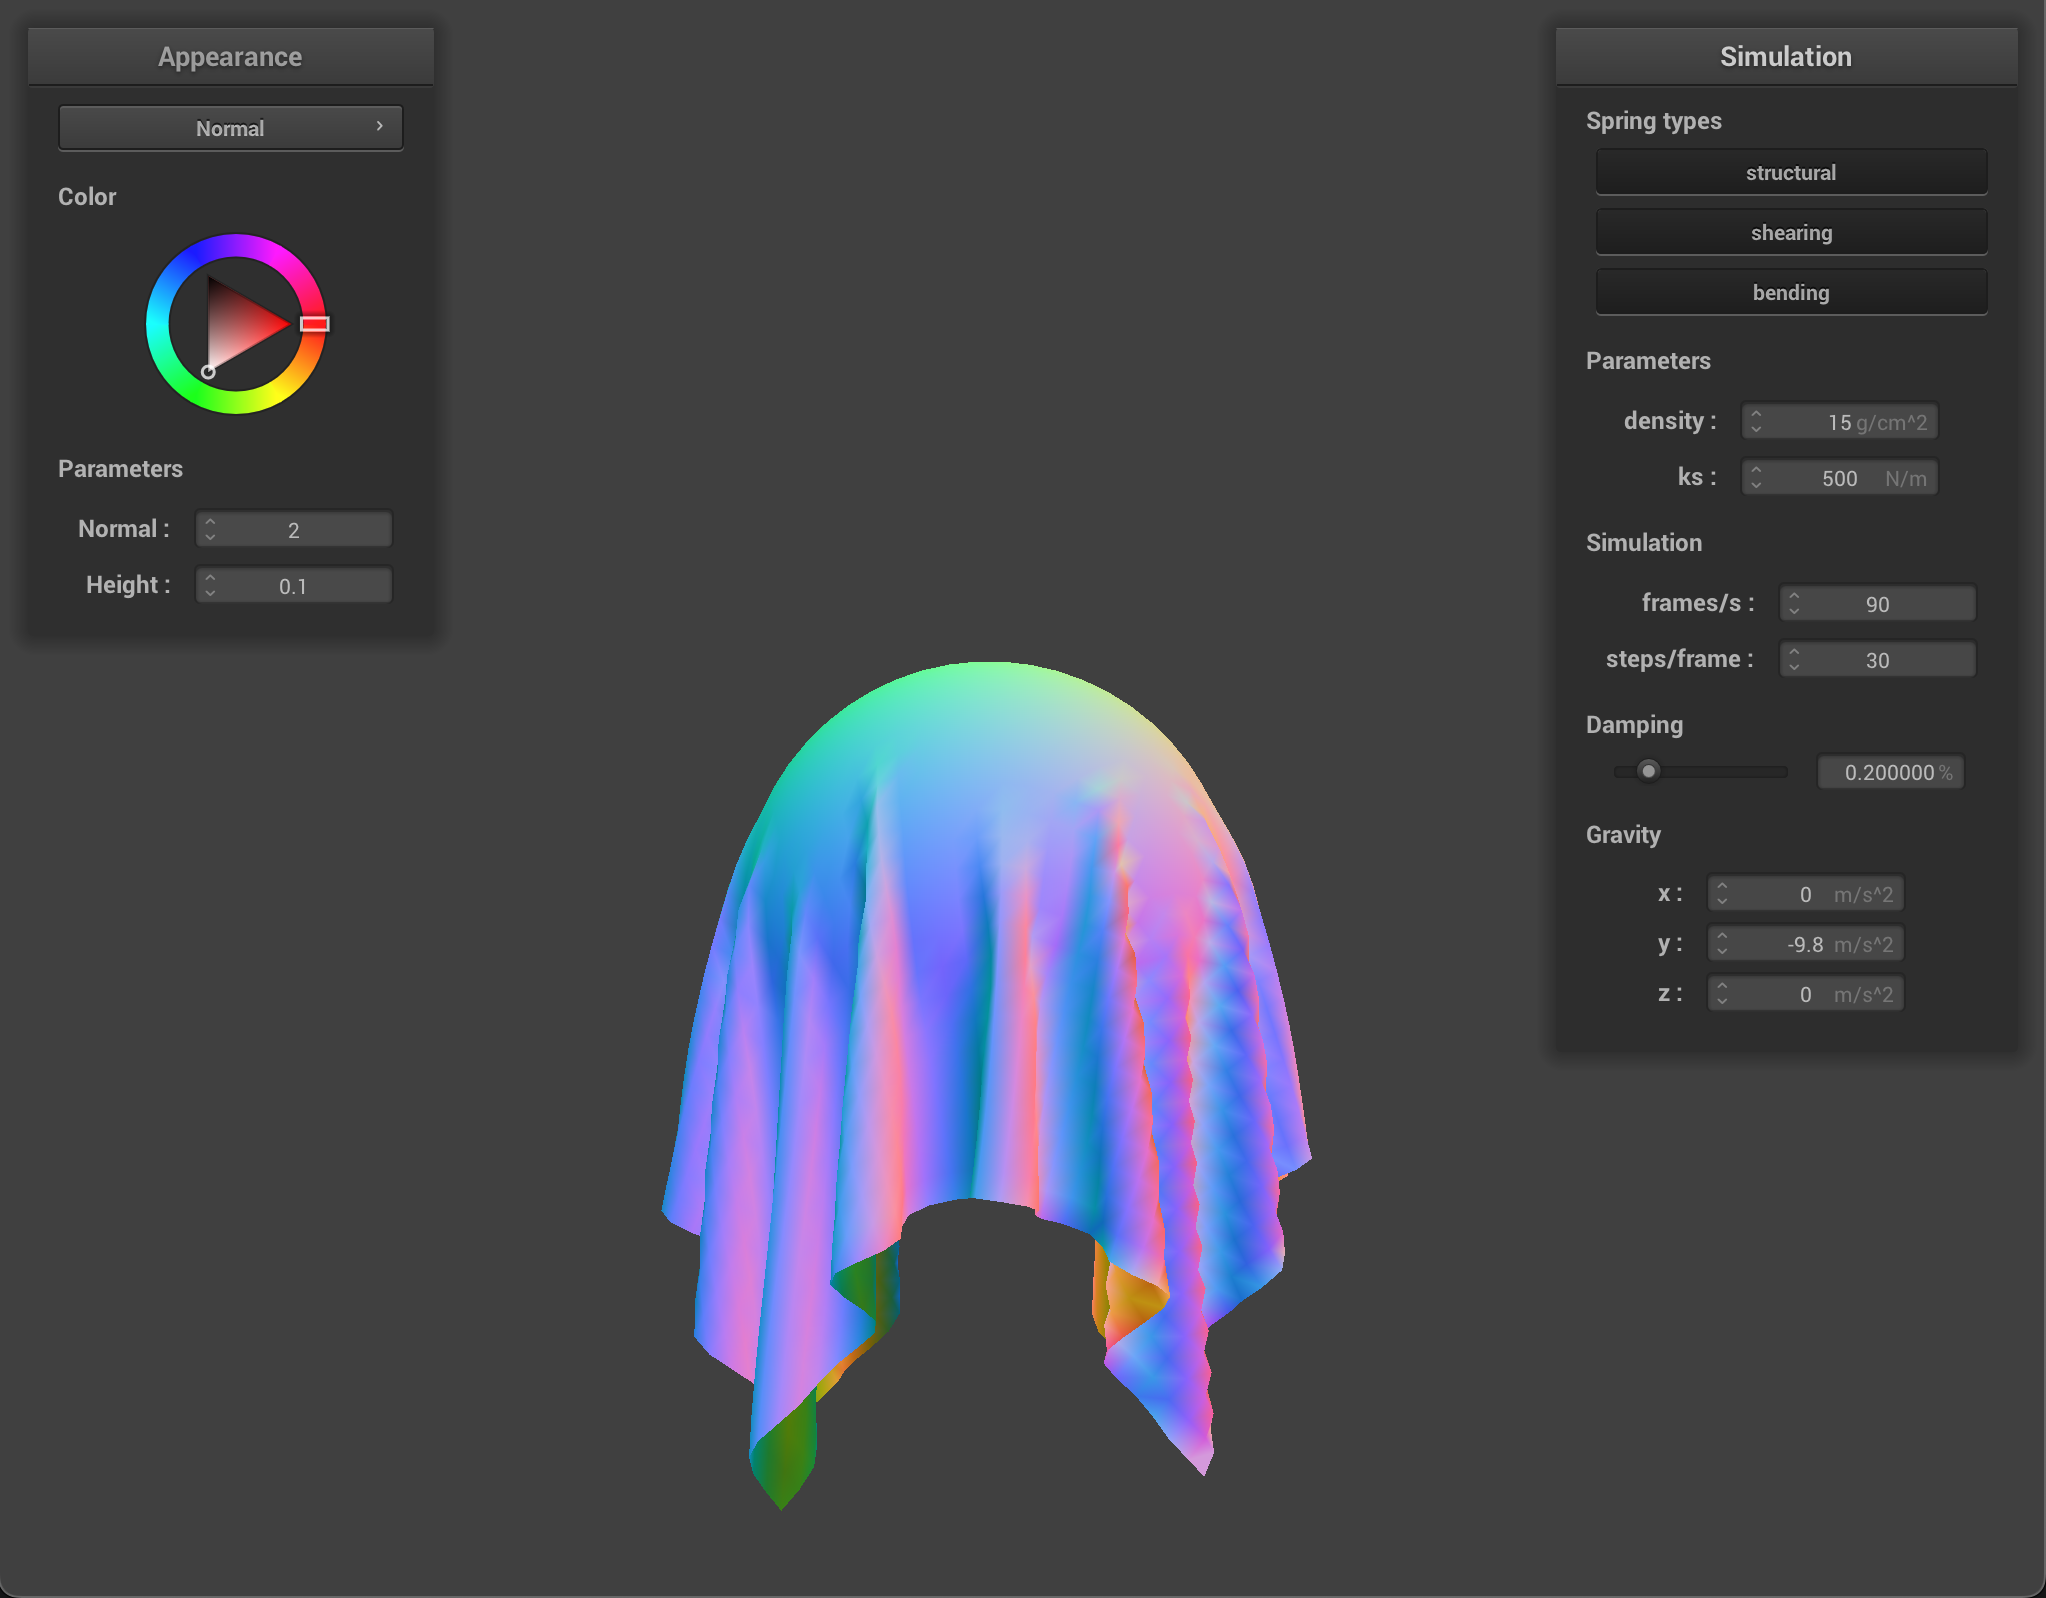 Appearance
Normal
Color
Parameters
Normal : 2
Height : 0.1
Simulation
Spring types
structural
shearing
bending
Parameters
density : 15 g/cm^2
ks : 500 N/m
Simulation
frames/s : 90
steps/frame : 30
Damping
0.200000 %
Gravity
x : 0 m/s^2
y : -9.8 m/s^2
z : 0 m/s^2